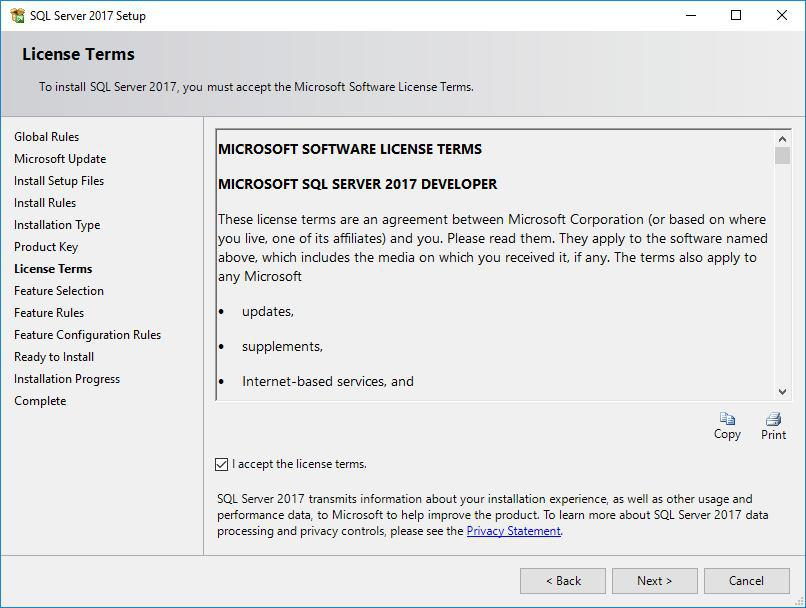 SQL Server 2017 Setup
License Terms
To install SQL Server 2017, you must accept the Microsoft Software License Terms.
Global Rules
Microsoft Update
Install Setup Files
Install Rules
Installation Type
Product Key
License Terms
Feature Selection
Feature Rules
Feature Configuration Rules
Ready to Install
Installation Progress
Complete
MICROSOFT SOFTWARE LICENSE TERMS
MICROSOFT SQL SERVER 2017 DEVELOPER
These license terms are an agreement between Microsoft Corporation (or based on where
you live, one of its affiliates) and you. Please read them. They apply to the software named
above, which includes the media on which you received it, if any. The terms also apply to
any Microsoft
• updates,
• supplements,
• Internet-based services, and
Copy
Print
I accept the license terms.
SQL Server 2017 transmits information about your installation experience, as well as other usage and
performance data, to Microsoft to help improve the product. To learn more about SQL Server 2017 data
processing and privacy controls, please see the Privacy Statement.
< Back
Next >
Cancel